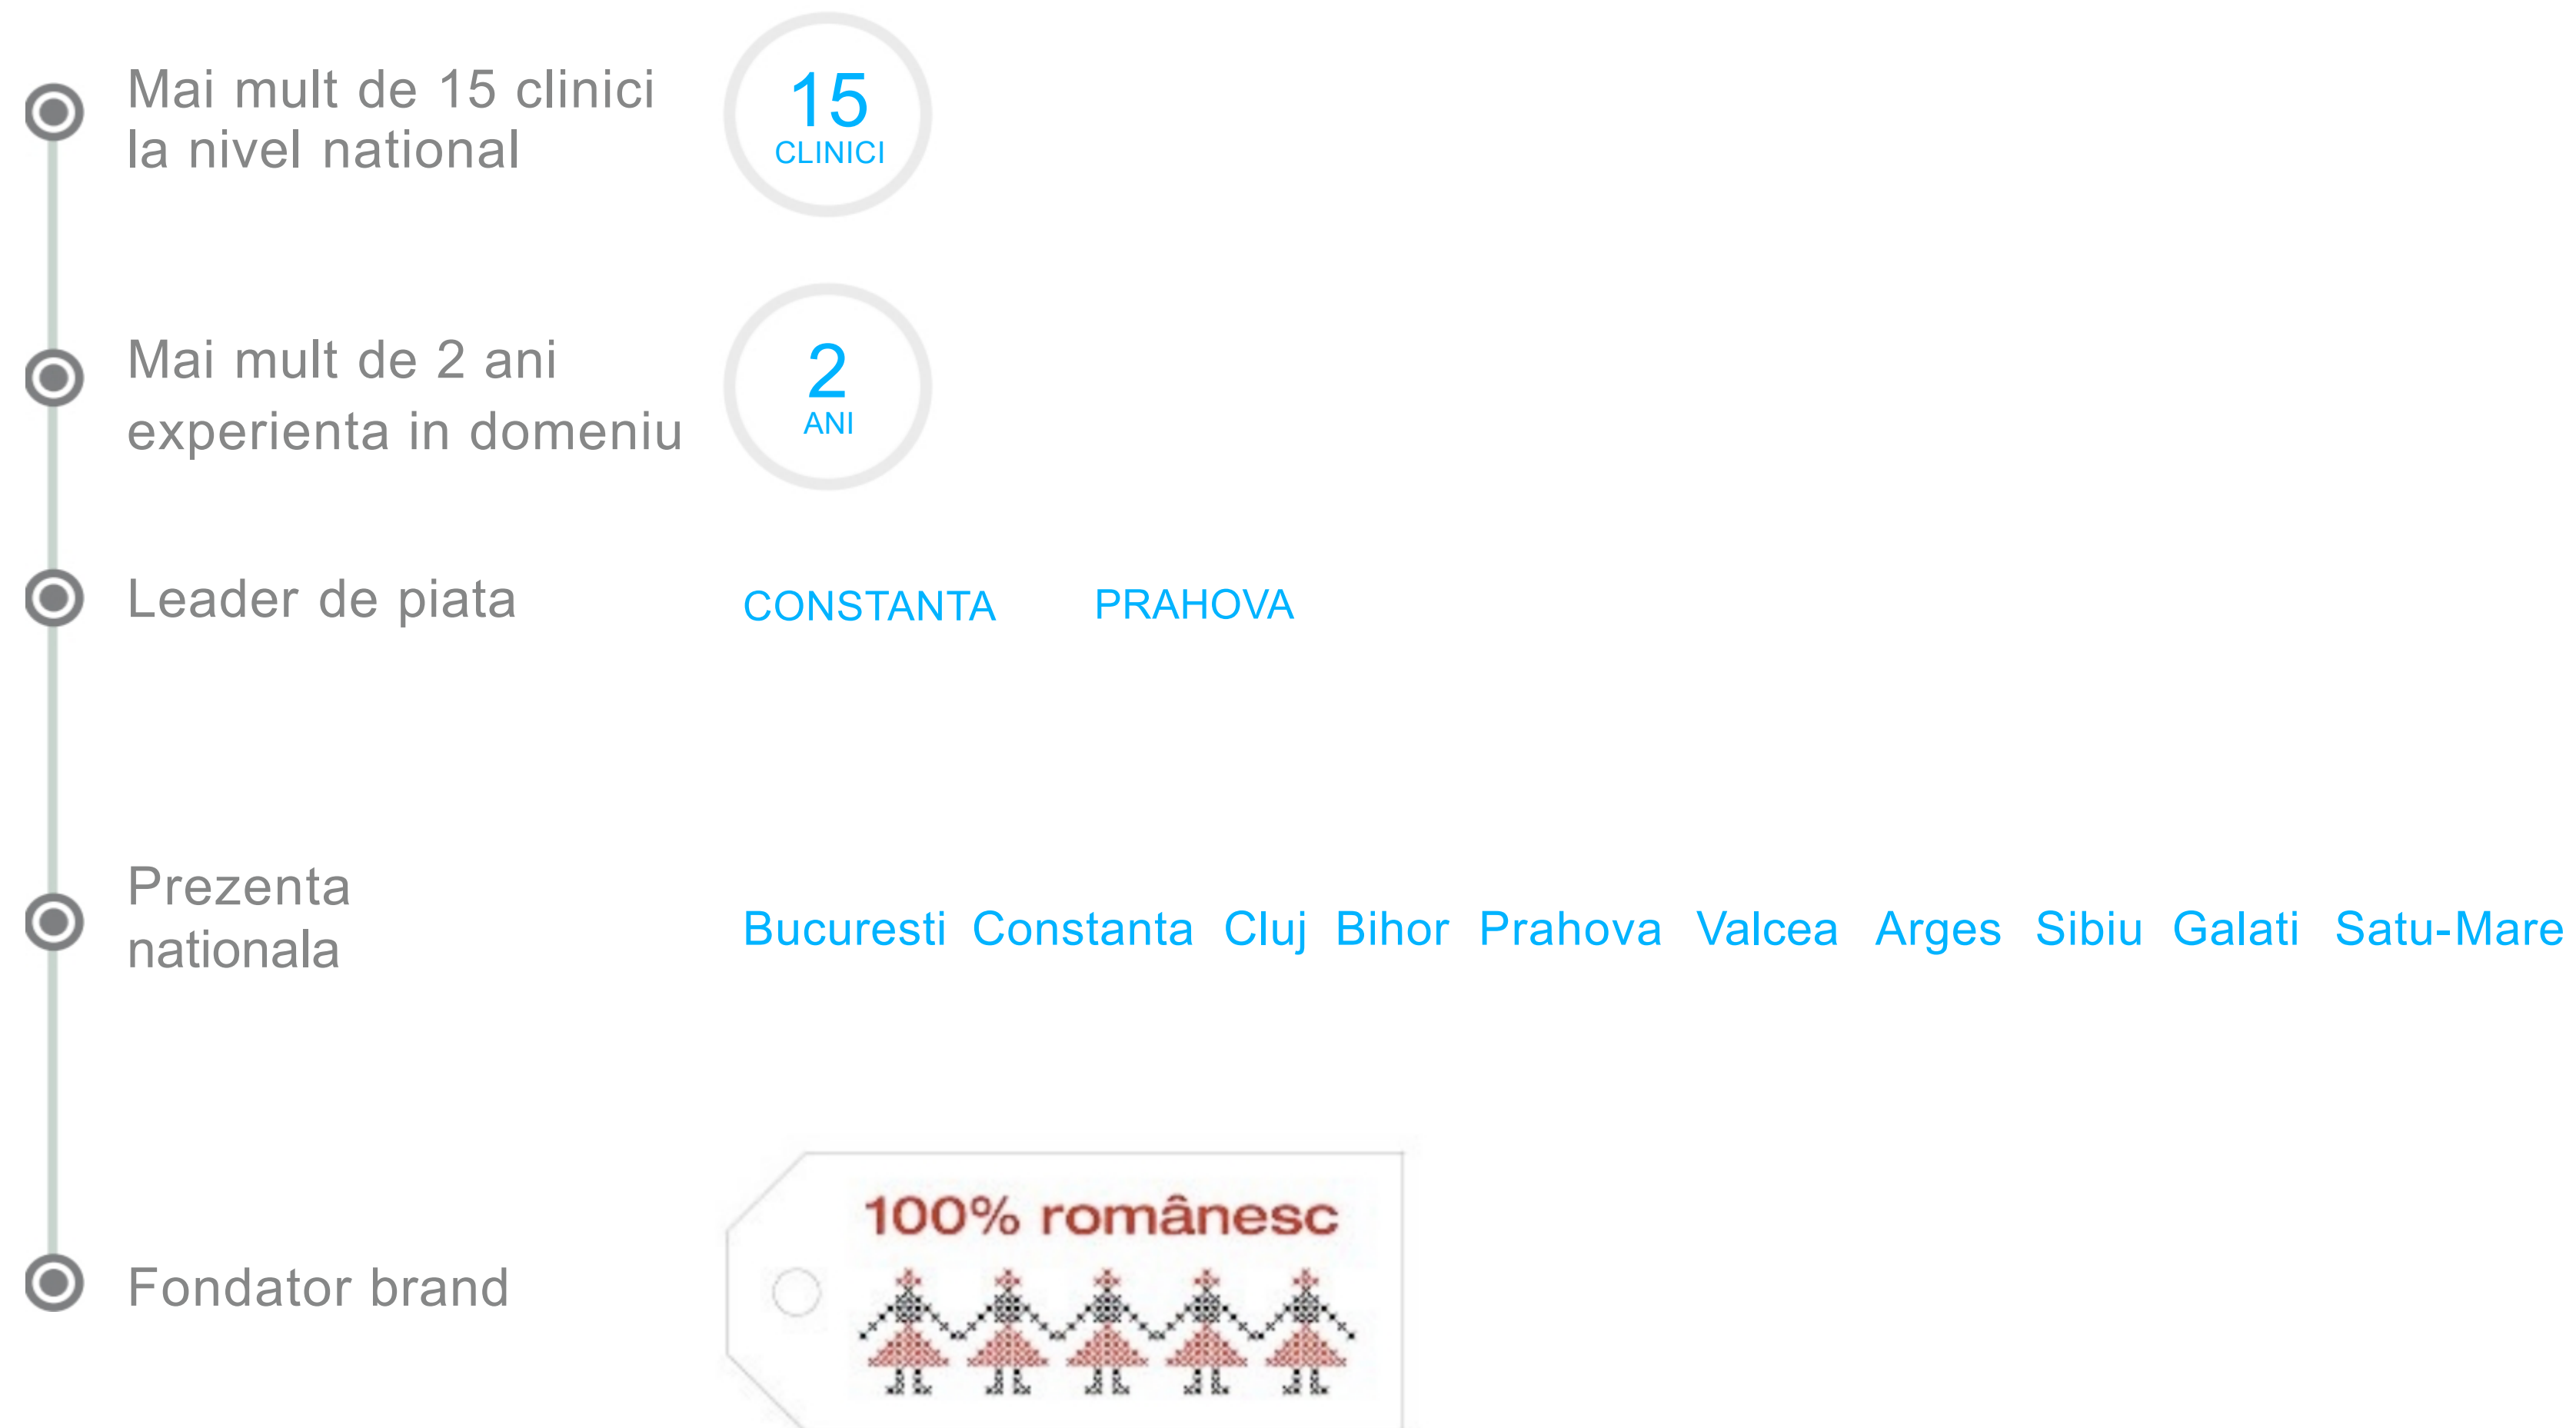 Mai mult de 15 clinici
la nivel national
15
CLINICI
Mai mult de 2 ani
experienta in domeniu
2
ANI
Leader de piata
CONSTANTA PRAHOVA
Prezenta
nationala
Bucuresti Constanta Cluj Bihor Prahova Valcea Arges Sibiu Galati Satu-Mare
Fondator brand
100% românesc